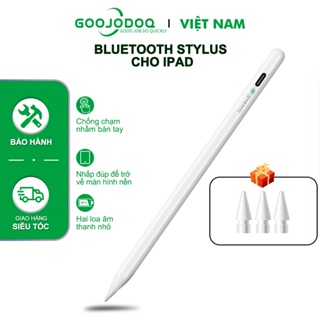 GOOJODOQ | VIỆT NAM
GOOD JOB SO QUICKLY
BLUETOOTH STYLUS
CHO IPAD
BẢO HÀNH
GIAO HÀNG
SIÊU TỐC
Chống chạm
nhầm bàn tay
Nhấp đúp để trở
về màn hình nền
Hai loa âm
thanh nhỏ